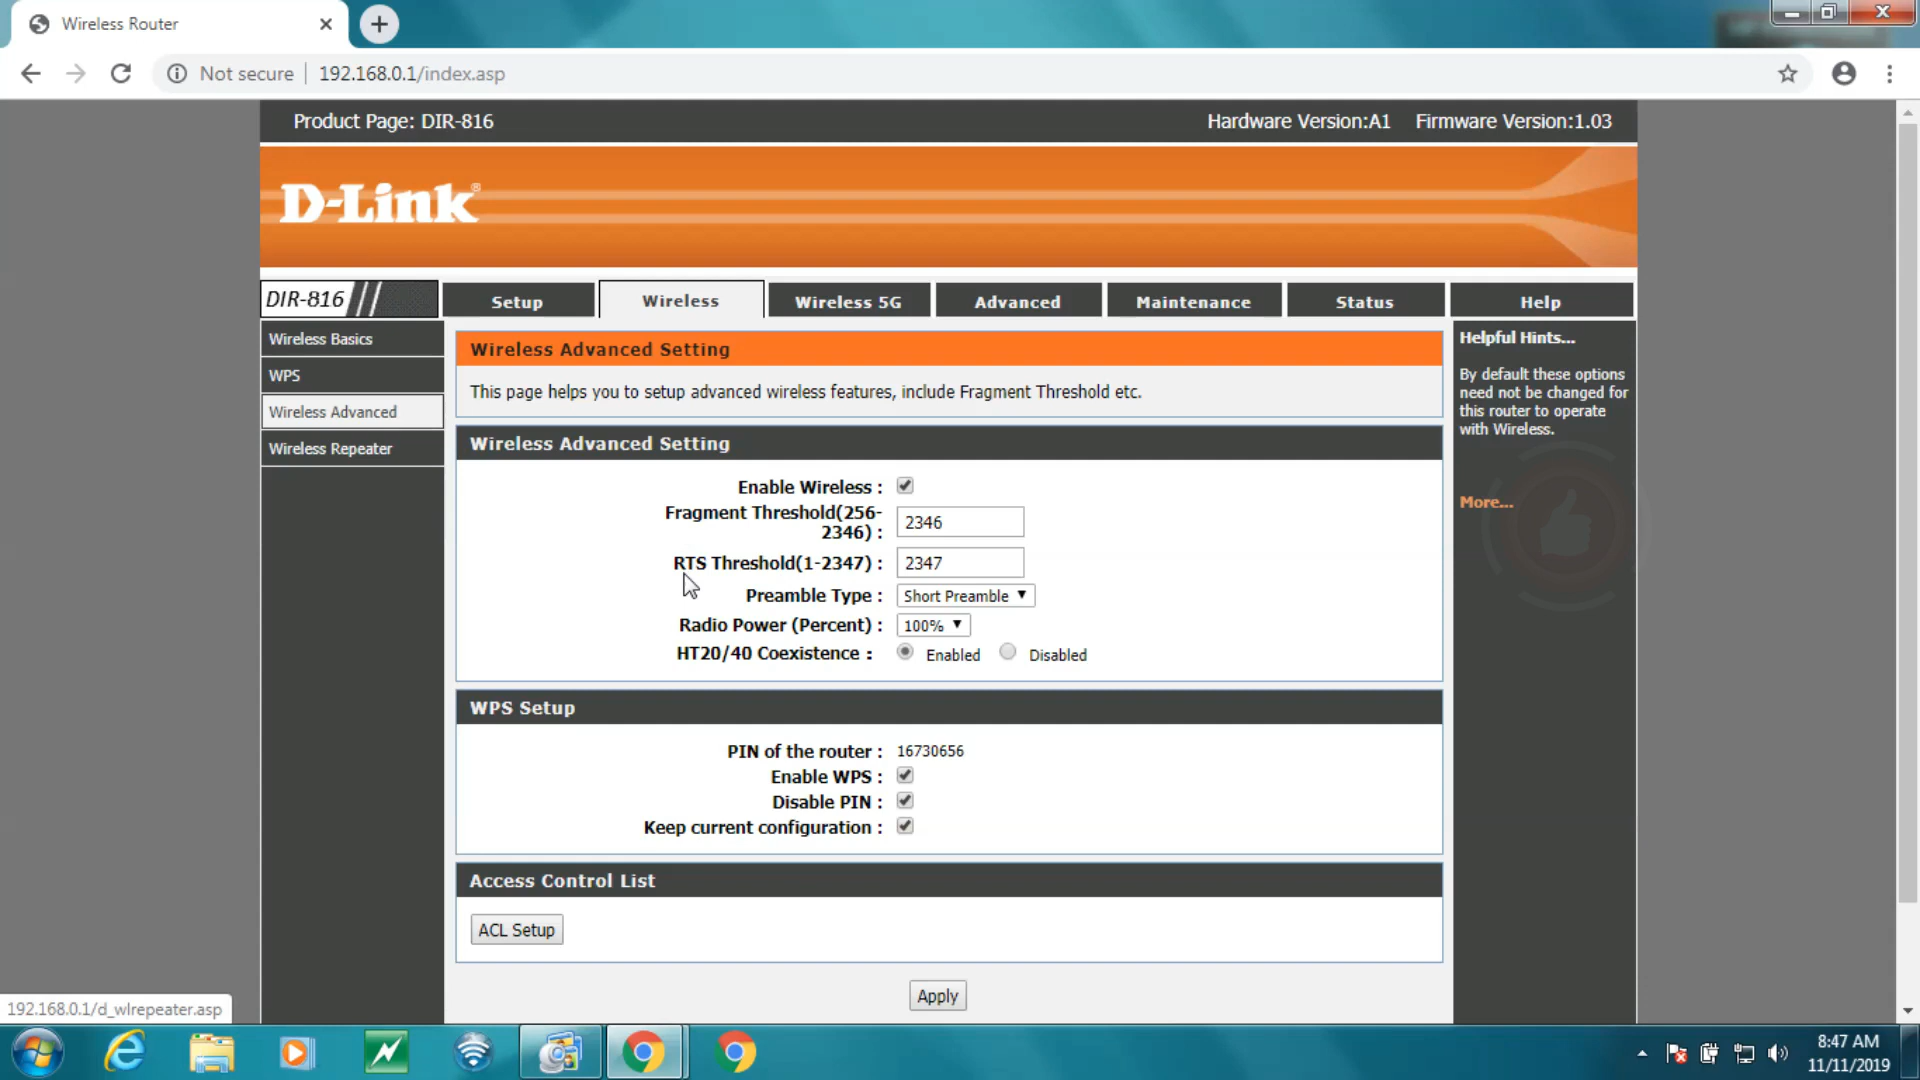 Wireless Router
Not secure 192.168.0.1/index.asp
Product Page: DIR-816 Hardware Version:A1 Firmware Version:1.03
D-Link®
DIR-816 Setup Wireless Wireless 5G Advanced Maintenance Status Help
Wireless Basics
WPS
Wireless Advanced
Wireless Repeater
Wireless Advanced Setting
This page helps you to setup advanced wireless features, include Fragment Threshold etc.
Wireless Advanced Setting
Enable Wireless :
Fragment Threshold(256-
2346) : 2346
RTS Threshold(1-2347) : 2347
Preamble Type : Short Preamble
Radio Power (Percent) : 100%
HT20/40 Coexistence : Enabled Disabled
WPS Setup
PIN of the router : 16730656
Enable WPS :
Disable PIN :
Keep current configuration :
Access Control List
ACL Setup
Apply
Helpful Hints...
By default these options
need not be changed for
this router to operate
with Wireless.
More...
192.168.0.1/d_wlrepeater.asp
8:47 AM
11/11/2019